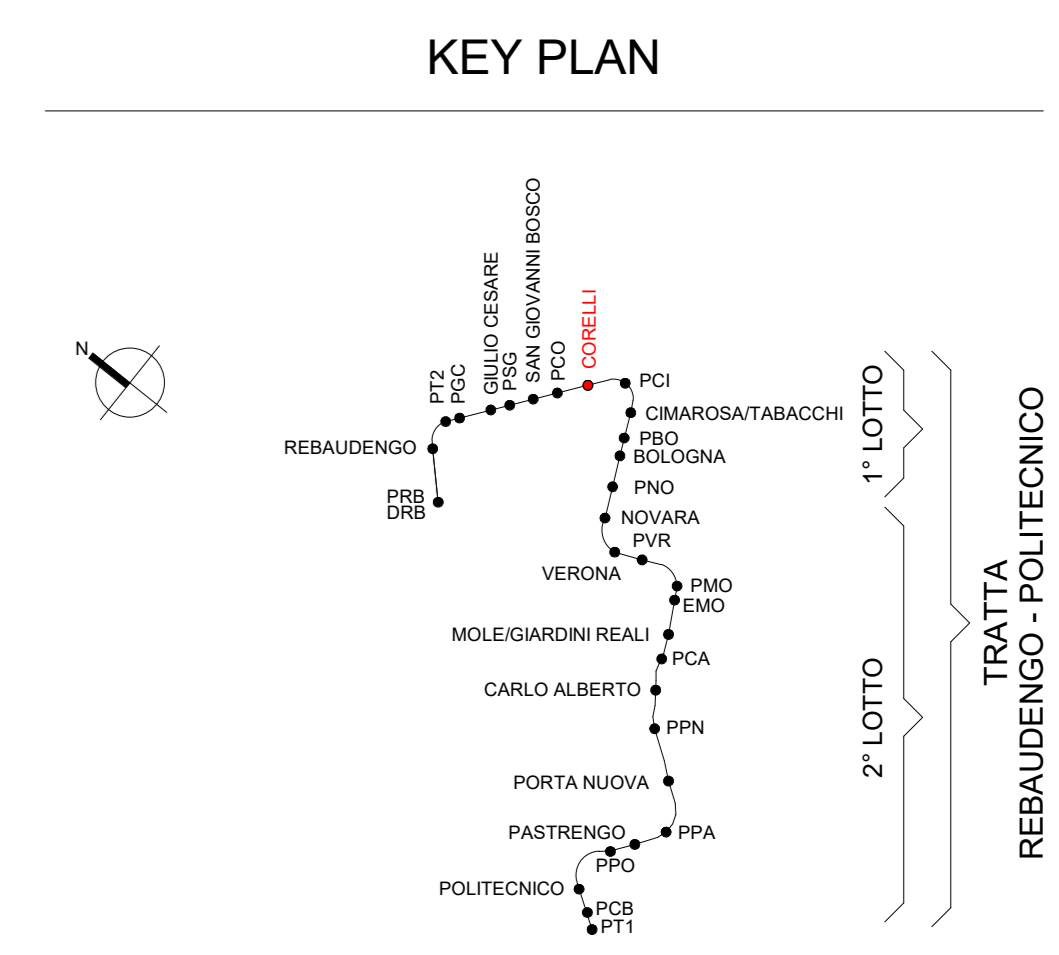 KEY PLAN
N
REBAUDENGO
PRB
DRB
PT2
PGC
GIULIO CESARE
PSG
SAN GIOVANNI BOSCO
PCO
CORELLI
PCI
CIMAROSA/TABACCHI
PBO
BOLOGNA
PNO
NOVARA
PVR
VERONA
PMO
EMO
MOLE/GIARDINI REALI
PCA
CARLO ALBERTO
PPN
PORTA NUOVA
PPA
PASTRENGO
PPO
POLITECNICO
PCB
PT1
1° LOTTO
2° LOTTO
TRATTA
REBAUDENGO - POLITECNICO